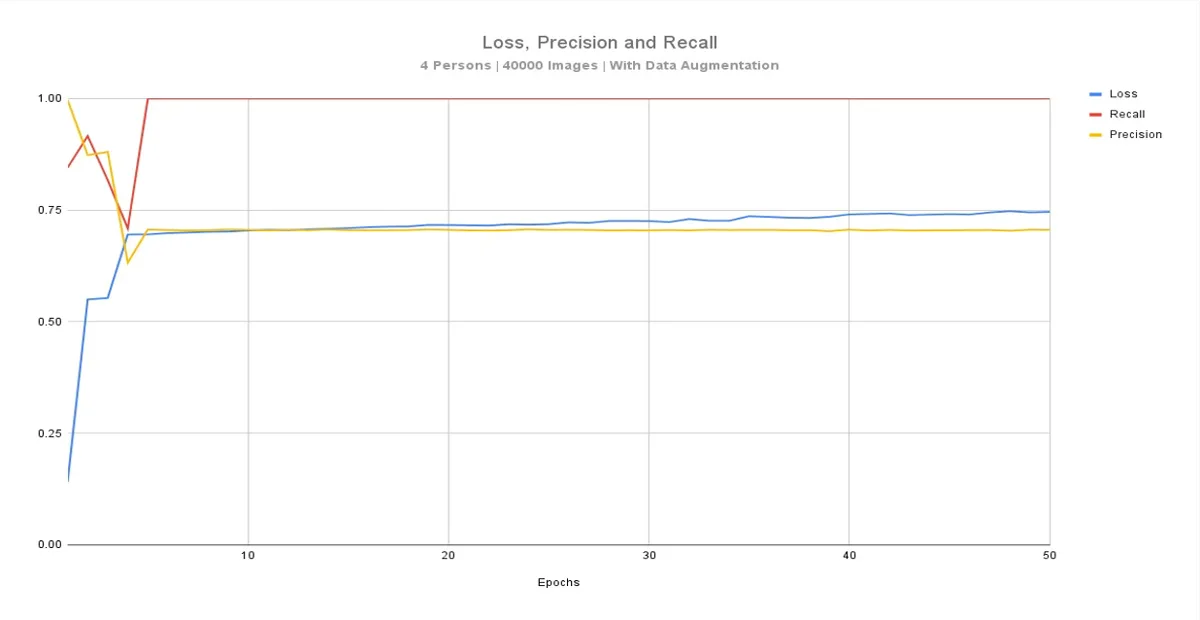 Loss, Precision and Recall
4 Persons | 40000 Images | With Data Augmentation
Loss
Recall
Precision
1.00
0.75
0.50
0.25
0.00
10 20 30 40 50
Epochs